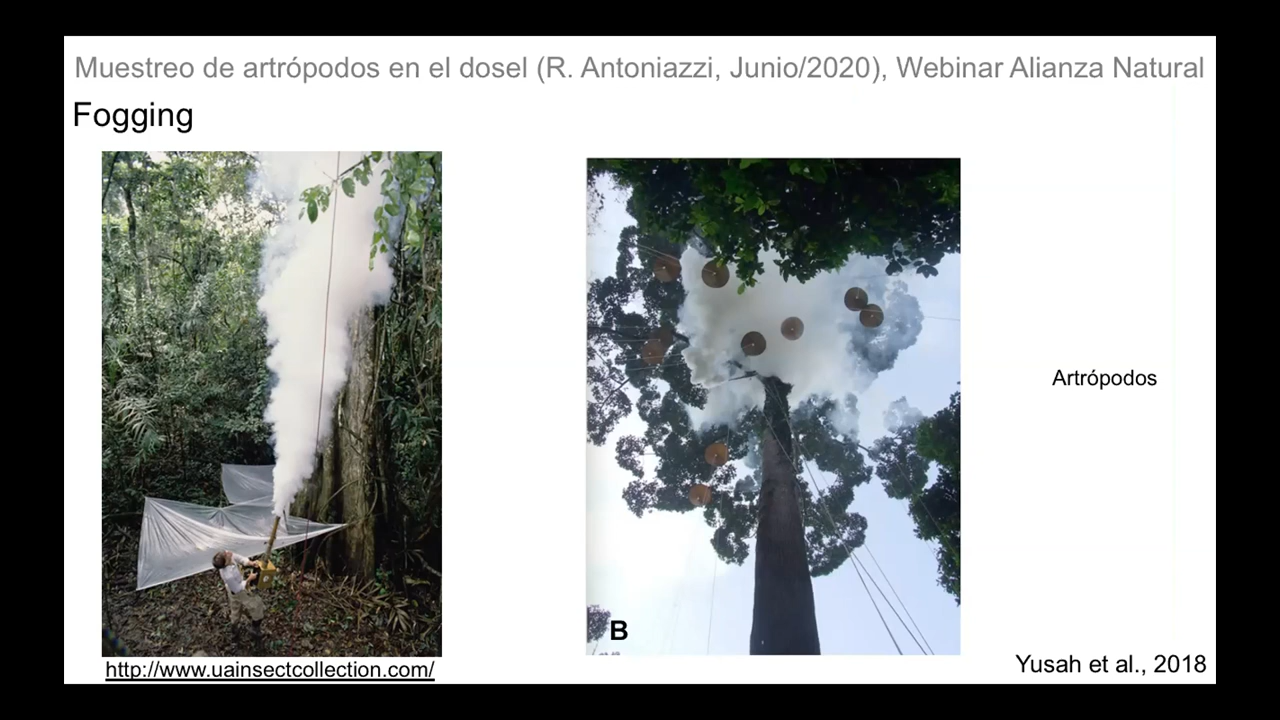 Muestreo de artrópodos en el dosel (R. Antoniazzi, Junio/2020), Webinar Alianza Natural
Fogging
Artrópodos
B
http://www.uainsectcollection.com/
Yusah et al., 2018